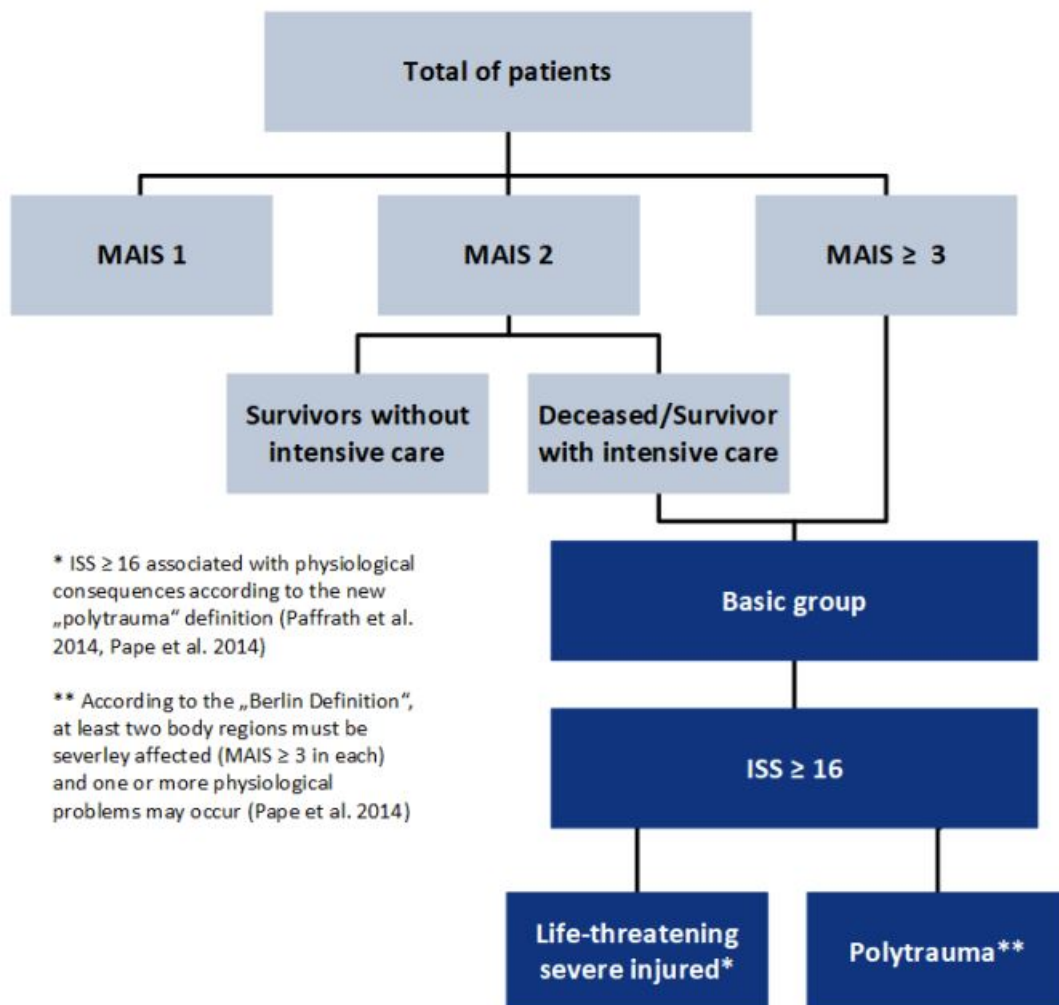 Total of patients
MAIS 1
MAIS 2
MAIS ≥ 3
Survivors without
intensive care
Deceased/Survivor
with intensive care
* ISS ≥ 16 associated with physiological
consequences according to the new
„polytrauma“ definition (Paffrath et al.
2014, Pape et al. 2014)
** According to the „Berlin Definition“,
at least two body regions must be
severley affected (MAIS ≥ 3 in each)
and one or more physiological
problems may occur (Pape et al. 2014)
Basic group
ISS ≥ 16
Life-threatening
severe injured*
Polytrauma**